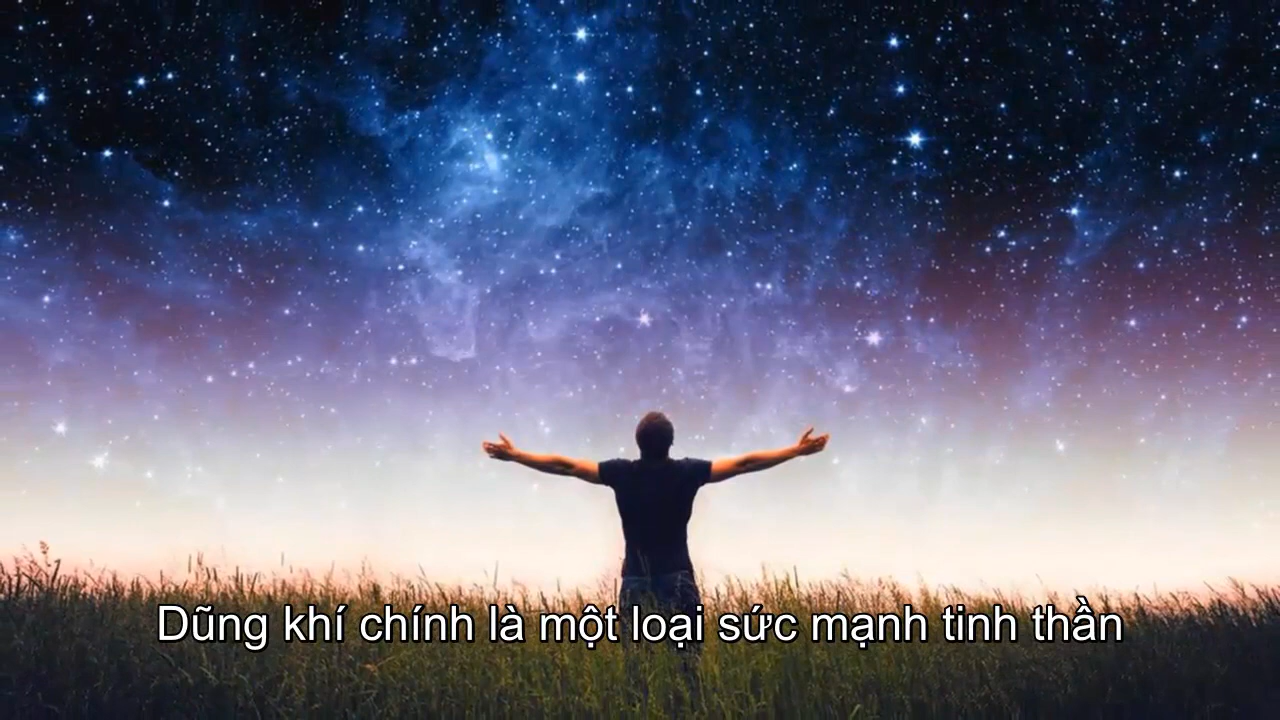 Dũng khí chính là một loại sức mạnh tinh thần